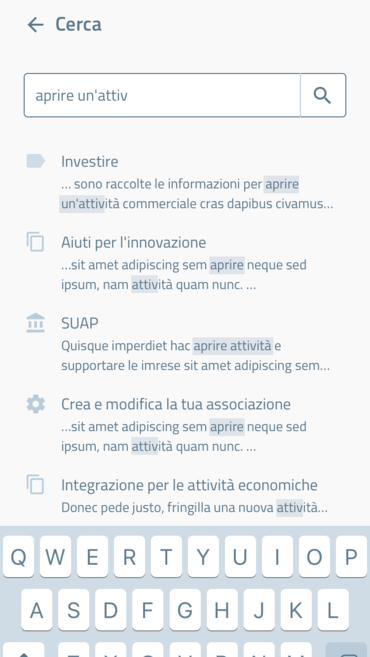 Cerca
aprire un'attiv
Investire
... sono raccolte le informazioni per aprire
un'attività commerciale cras dapibus civamus...
Aiuti per l'innovazione
...sit amet adipiscing sem aprire neque sed
ipsum, nam attività quam nunc. ...
SUAP
Quisque imperdiet hac aprire attività e
supportare le imrese sit amet adipiscing sem...
Crea e modifica la tua associazione
...sit amet adipiscing sem aprire neque sed
ipsum, nam attività quam nunc. ...
Integrazione per le attività economiche
Donec pede justo, fringilla una nuova attività...
Q W E R T Y U I O P
A S D F G H J K L